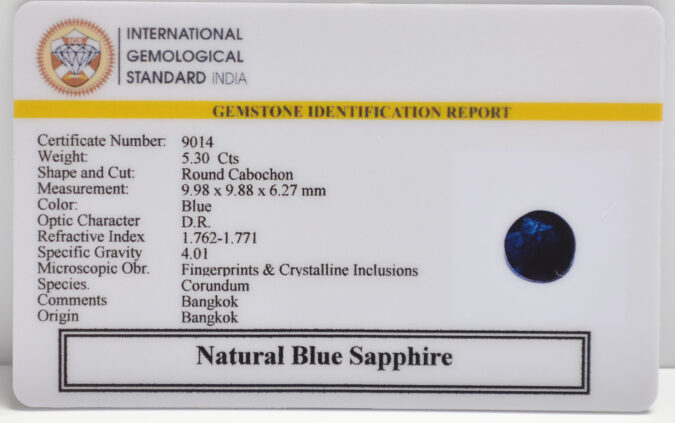 INTERNATIONAL
GEMOLOGICAL
STANDARD INDIA
GEMSTONE IDENTIFICATION REPORT
Certificate Number: 9014
Weight: 5.30 Cts
Shape and Cut: Round Cabochon
Measurement: 9.98 x 9.88 x 6.27 mm
Color: Blue
Optic Character D.R.
Refractive Index 1.762-1.771
Specific Gravity 4.01
Microscopic Obr. Fingerprints & Crystalline Inclusions
Species. Corundum
Comments Bangkok
Origin Bangkok
Natural Blue Sapphire